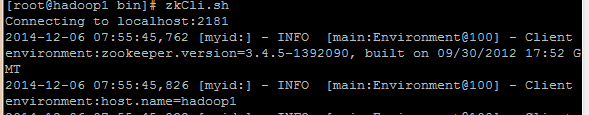 [root@hadoop1 bin]# zkCli.sh
Connecting to localhost:2181
2014-12-06 07:55:45,762 [myid:] - INFO  [main:Environment@100] - Client
environment:zookeeper.version=3.4.5-1392090, built on 09/30/2012 17:52 G
MT
2014-12-06 07:55:45,826 [myid:] - INFO  [main:Environment@100] - Client
environment:host.name=hadoop1